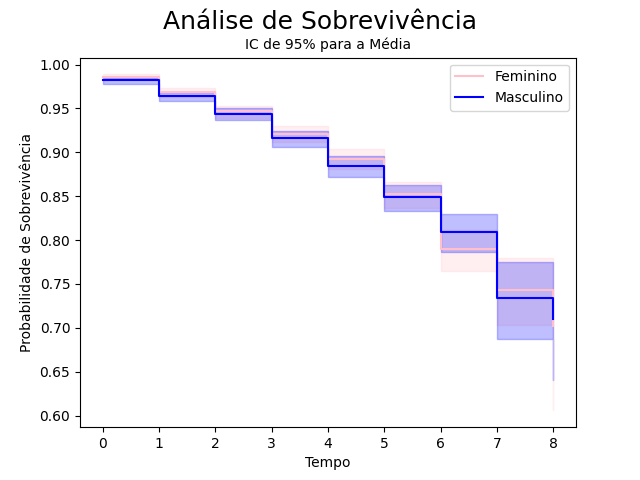 Análise de Sobrevivência
IC de 95% para a Média
Feminino
Masculino
Probabilidade de Sobrevivência
1.00
0.95
0.90
0.85
0.80
0.75
0.70
0.65
0.60
0 1 2 3 4 5 6 7 8
Tempo